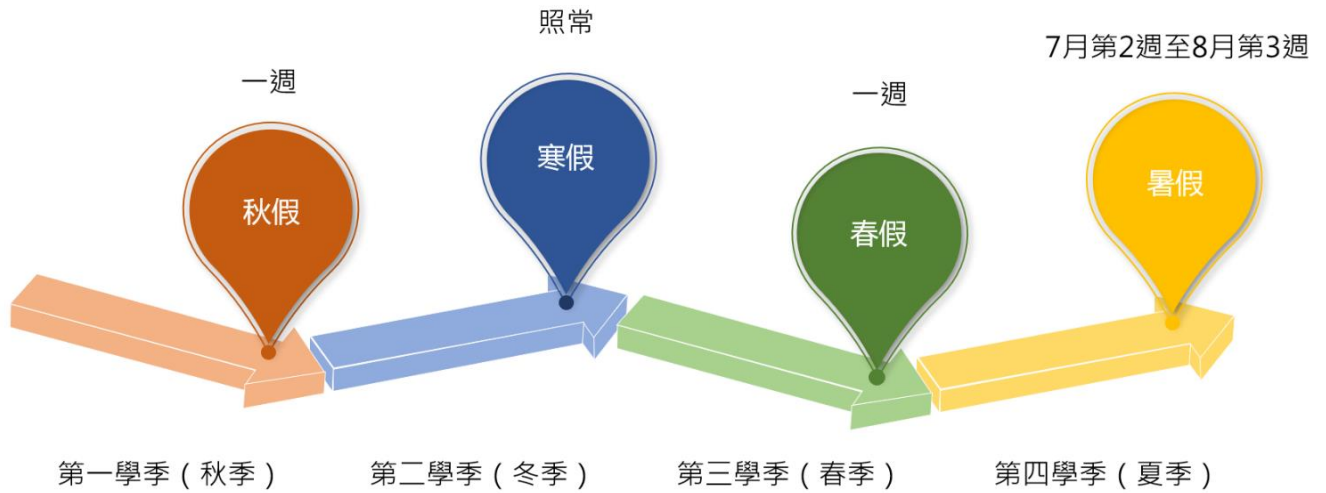 照常
7月第2週至8月第3週
一週
一週
秋假
寒假
春假
暑假
第一學季（秋季）
第二學季（冬季）
第三學季（春季）
第四學季（夏季）